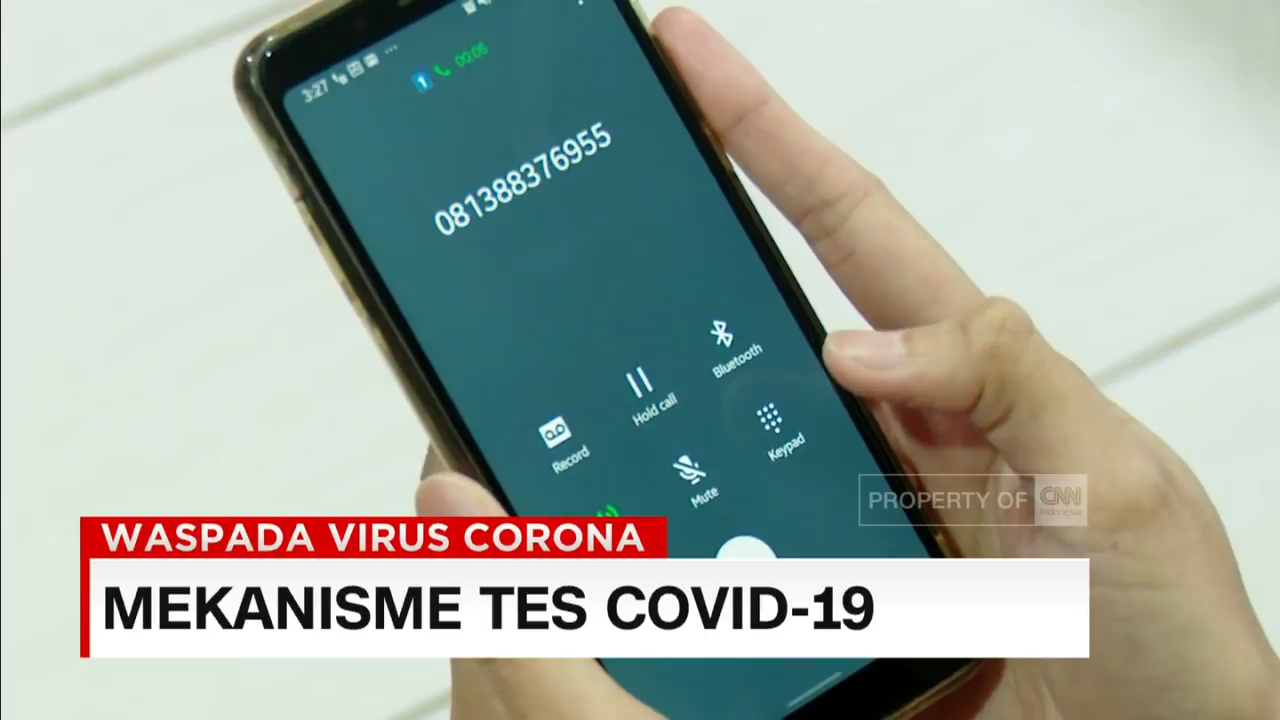 3:27
1
00:06
081388376955
Bluetooth
Hold call
Keypad
Record
Mute
PROPERTY OF CNN Indonesia
WASPADA VIRUS CORONA
MEKANISME TES COVID-19